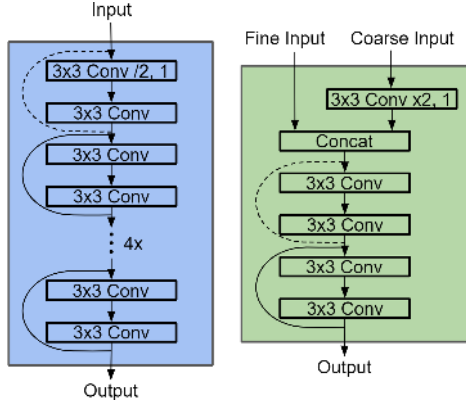 Input
3x3 Conv /2, 1
3x3 Conv
3x3 Conv
3x3 Conv
4x
3x3 Conv
3x3 Conv
Output
Fine Input
Coarse Input
3x3 Conv x2, 1
Concat
3x3 Conv
3x3 Conv
3x3 Conv
3x3 Conv
Output